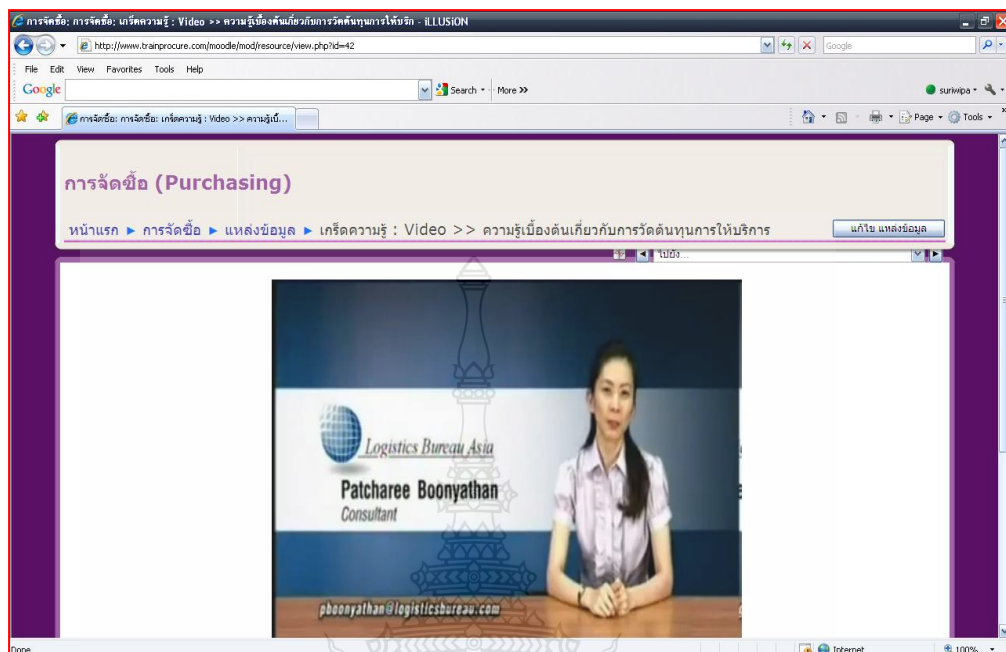 การจัดซื้อ: การจัดซื้อ: เกร็ดความรู้ : Video >> ความรู้เบื้องต้นเกี่ยวกับการวัดต้นทุนการให้บริก - iLLUSiON
http://www.trainprocure.com/moodle/mod/resource/view.php?id=42
Google
File Edit View Favorites Tools Help
Google Search More >> suriwipa
การจัดซื้อ: การจัดซื้อ: เกร็ดความรู้ : Video >> ความรู้เบื้... Page Tools
การจัดซื้อ (Purchasing)
หน้าแรก ► การจัดซื้อ ► แหล่งข้อมูล ► เกร็ดความรู้ : Video >> ความรู้เบื้องต้นเกี่ยวกับการวัดต้นทุนการให้บริการ แก้ไข แหล่งข้อมูล
ไปยัง...
Logistics Bureau Asia
Patcharee Boonyathan
Consultant
pboonyathan@logisticsbureau.com
Done Internet 100%